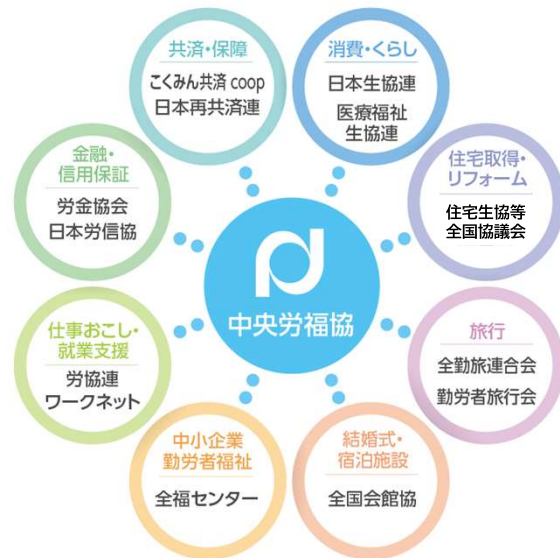 共済・保障
こくみん共済 coop
日本再共済連
消費・くらし
日本生協連
医療福祉
生協連
金融・
信用保証
労金協会
日本労信協
住宅取得・
リフォーム
住宅生協等
全国協議会
中央労福協
仕事おこし・
就業支援
労協連
ワークネット
旅行
全勤旅連合会
勤労者旅行会
中小企業
勤労者福祉
全福センター
結婚式・
宿泊施設
全国会館協